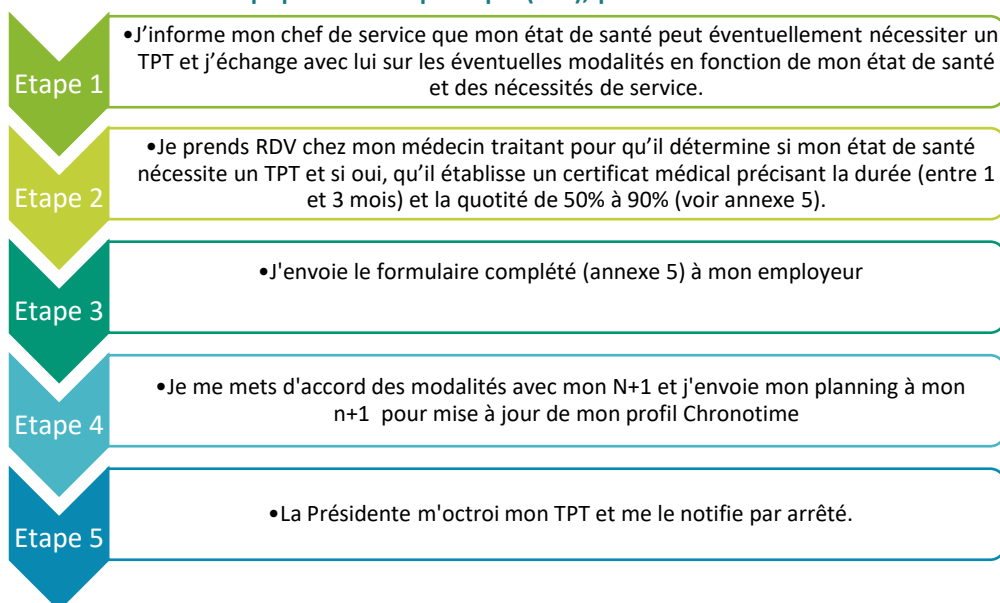 Etape 1
•J’informe mon chef de service que mon état de santé peut éventuellement nécessiter un
TPT et j’échange avec lui sur les éventuelles modalités en fonction de mon état de santé
et des nécessités de service.
Etape 2
•Je prends RDV chez mon médecin traitant pour qu’il détermine si mon état de santé
nécessite un TPT et si oui, qu’il établisse un certificat médical précisant la durée (entre 1
et 3 mois) et la quotité de 50% à 90% (voir annexe 5).
Etape 3
•J'envoie le formulaire complété (annexe 5) à mon employeur
Etape 4
•Je me mets d'accord des modalités avec mon N+1 et j'envoie mon planning à mon
n+1 pour mise à jour de mon profil Chronotime
Etape 5
•La Présidente m'octroi mon TPT et me le notifie par arrêté.